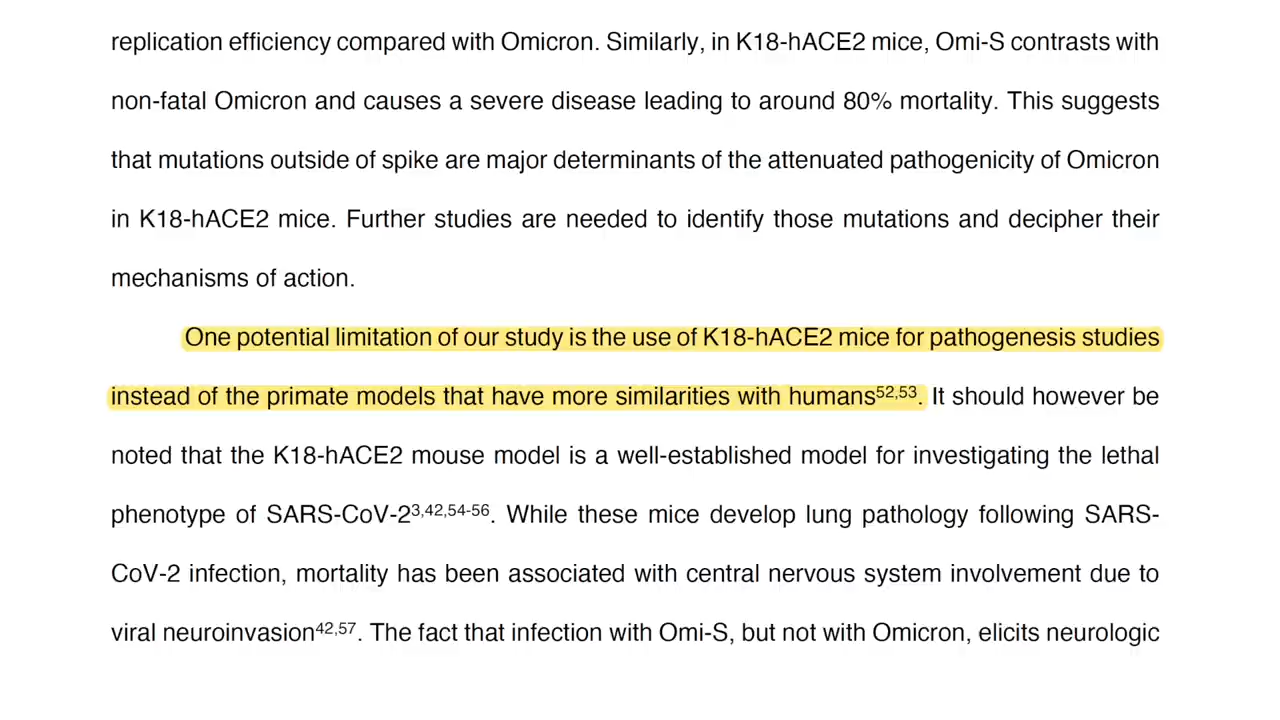 replication efficiency compared with Omicron. Similarly, in K18-hACE2 mice, Omi-S contrasts with
non-fatal Omicron and causes a severe disease leading to around 80% mortality. This suggests
that mutations outside of spike are major determinants of the attenuated pathogenicity of Omicron
in K18-hACE2 mice. Further studies are needed to identify those mutations and decipher their
mechanisms of action.
One potential limitation of our study is the use of K18-hACE2 mice for pathogenesis studies
instead of the primate models that have more similarities with humans52,53. It should however be
noted that the K18-hACE2 mouse model is a well-established model for investigating the lethal
phenotype of SARS-CoV-23,42,54-56. While these mice develop lung pathology following SARS-
CoV-2 infection, mortality has been associated with central nervous system involvement due to
viral neuroinvasion42,57. The fact that infection with Omi-S, but not with Omicron, elicits neurologic